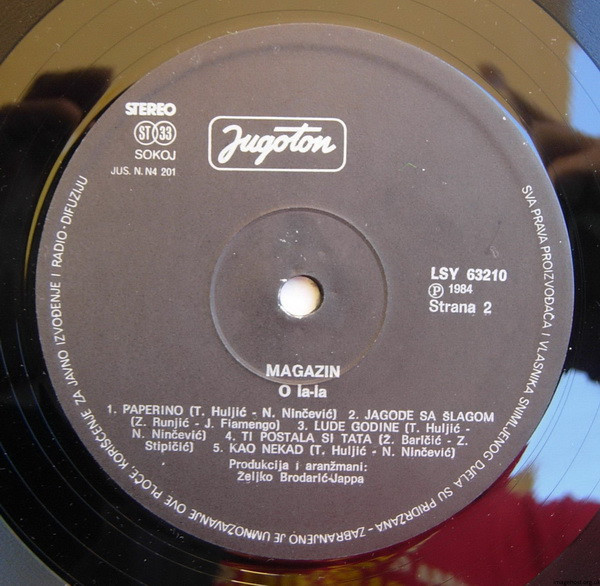 STEREO
ST 33
SOKOJ
JUS. N. N4 201
Jugoton
LSY 63210
Ⓟ 1984
Strana 2
MAGAZIN
O la-la
1. PAPERINO (T. Huljić - N. Ninčević) 2. JAGODE SA ŠLAGOM
(Z. Runjić - J. Fiamengo) 3. LUDE GODINE (T. Huljić -
N. Ninčević) 4. TI POSTALA SI TATA (Z. Baričić - Z.
Stipičić) 5. KAO NEKAD (T. Huljić - N. Ninčević)
Produkcija i aranžmani:
Željko Brodarić-Jappa
SVA PRAVA PROIZVOĐAČA I VLASNIKA SNIMLJENOG DJELA SU PRIDRŽANA - ZABRANJENO JE UMNOŽAVANJE OVE PLOČE, KORIŠĆENJE ZA JAVNO IZVOĐENJE I RADIO-DIFUZIJU